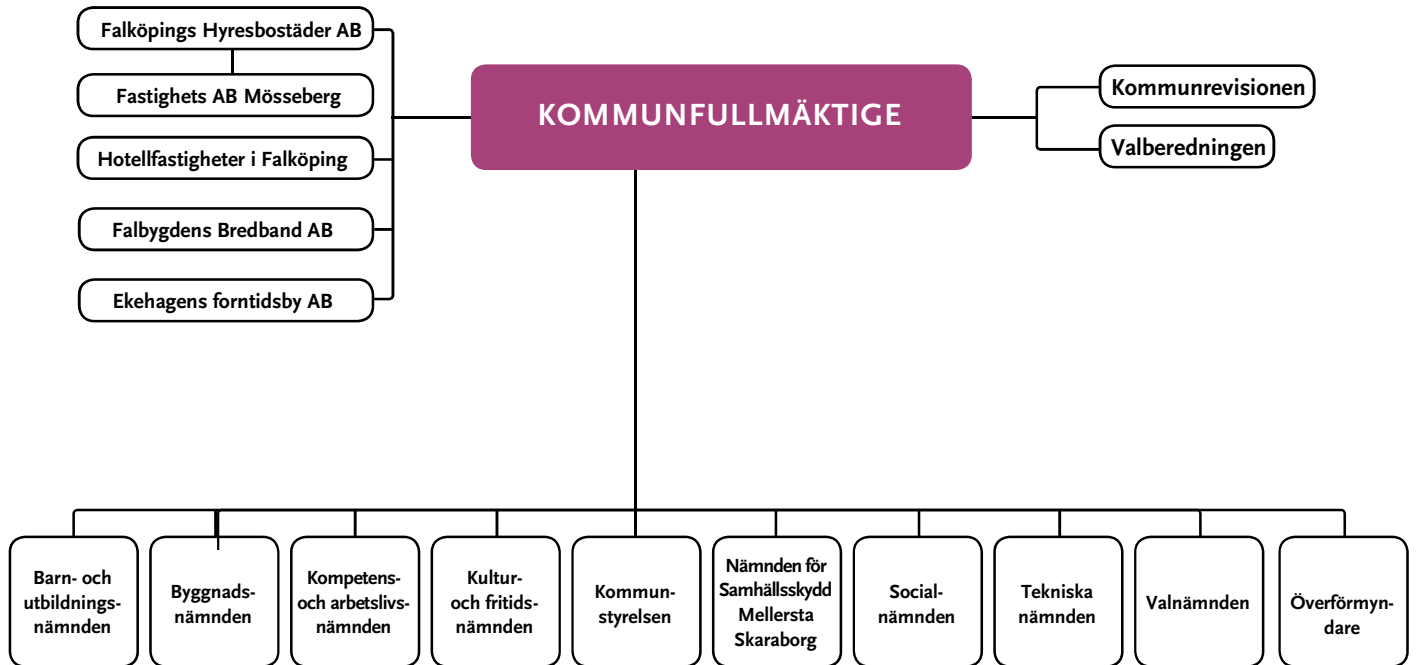 Falköpings Hyresbostäder AB
Fastighets AB Mösseberg
Hotellfastigheter i Falköping
Falbygdens Bredband AB
Ekehagens forntidsby AB
KOMMUNFULLMÄKTIGE
Kommunrevisionen
Valberedningen
Barn- och
utbildnings-
nämnden
Byggnads-
nämnden
Kompetens-
och arbetslivs-
nämnden
Kultur-
och fritids-
nämnden
Kommun-
styrelsen
Nämnden för
Samhällsskydd
Mellersta
Skaraborg
Social-
nämnden
Tekniska
nämnden
Valnämnden
Överförmyn-
dare